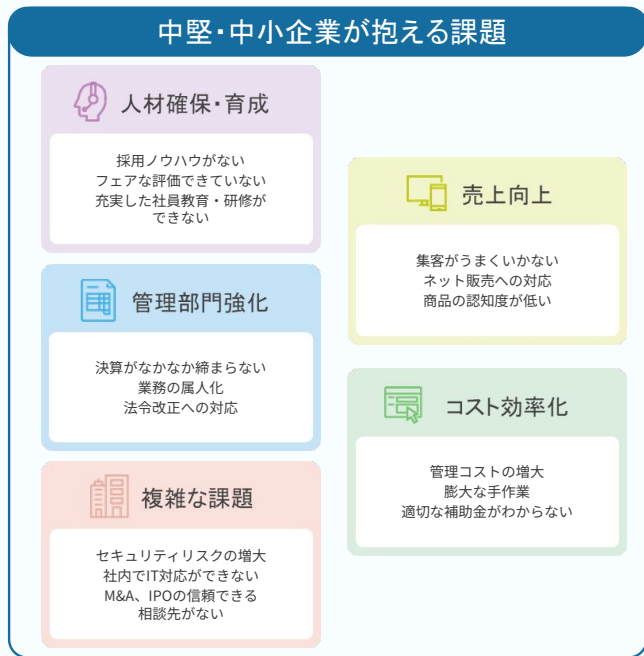 中堅・中小企業が抱える課題
人材確保・育成
採用ノウハウがない
フェアな評価できていない
充実した社員教育・研修が
できない
管理部門強化
決算がなかなか締まらない
業務の属人化
法令改正への対応
複雑な課題
セキュリティリスクの増大
社内でIT対応ができない
M&A、IPOの信頼できる
相談先がない
売上向上
集客がうまくいかない
ネット販売への対応
商品の認知度が低い
コスト効率化
管理コストの増大
膨大な手作業
適切な補助金がわからない